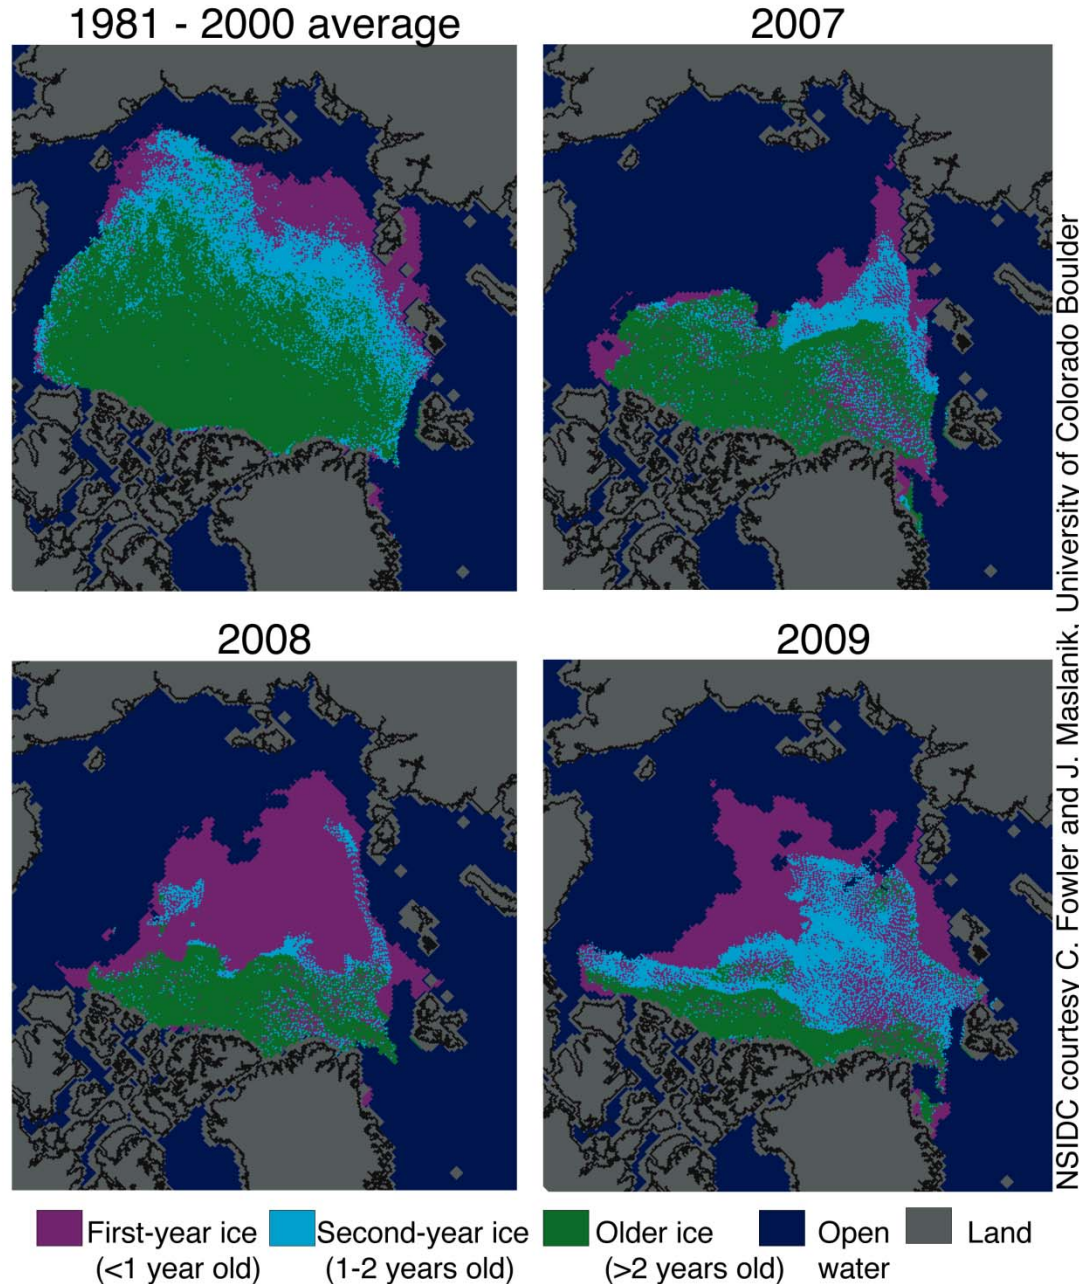 1981 - 2000 average
2007
2008
2009
NSIDC courtesy C. Fowler and J. Maslanik, University of Colorado Boulder
First-year ice
(<1 year old)
Second-year ice
(1-2 years old)
Older ice
(>2 years old)
Open
water
Land